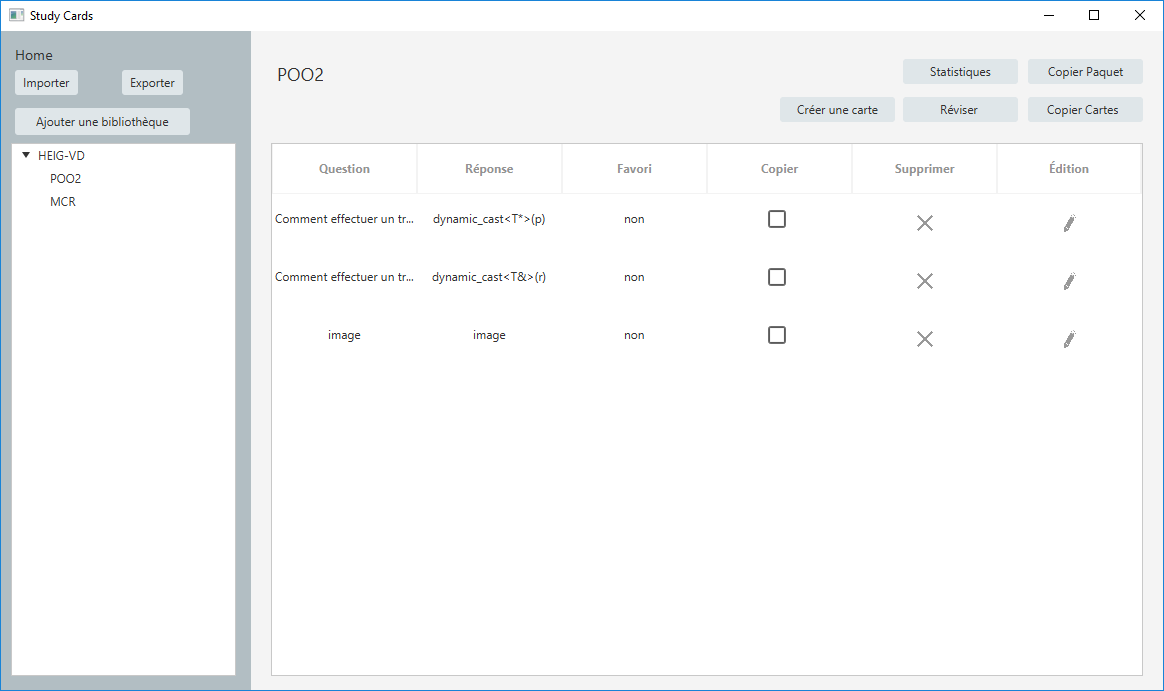 Study Cards
Home
Importer Exporter
Ajouter une bibliothèque
HEIG-VD
POO2
MCR
POO2
Statistiques Copier Paquet
Créer une carte Réviser Copier Cartes
Question Réponse Favori Copier Supprimer Édition
Comment effectuer un tr... dynamic_cast<T*>(p) non
Comment effectuer un tr... dynamic_cast<T&>(r) non
image image non